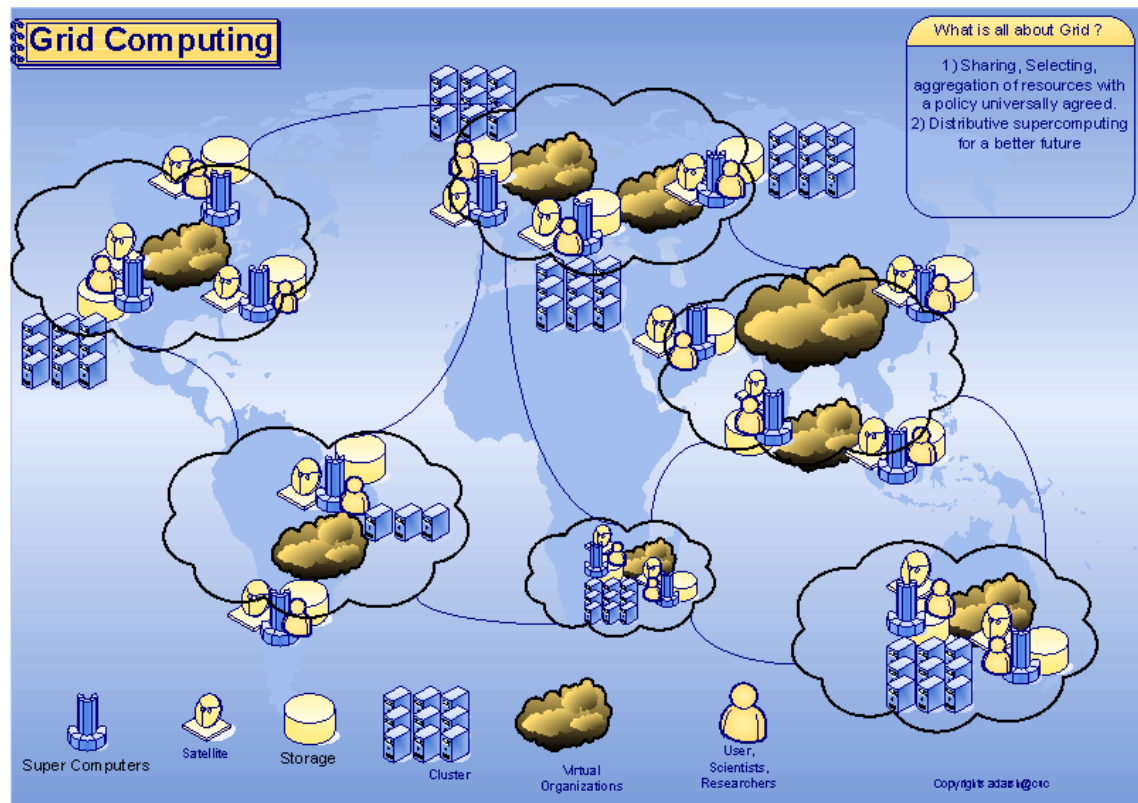 Grid Computing
What is all about Grid ?
1) Sharing, Selecting,
aggregation of resources with
a policy universally agreed.
2) Distributive supercomputing
for a better future
Super Computers
Satellite
Storage
Cluster
Virtual
Organizations
User,
Scientists,
Researchers
Copyrights